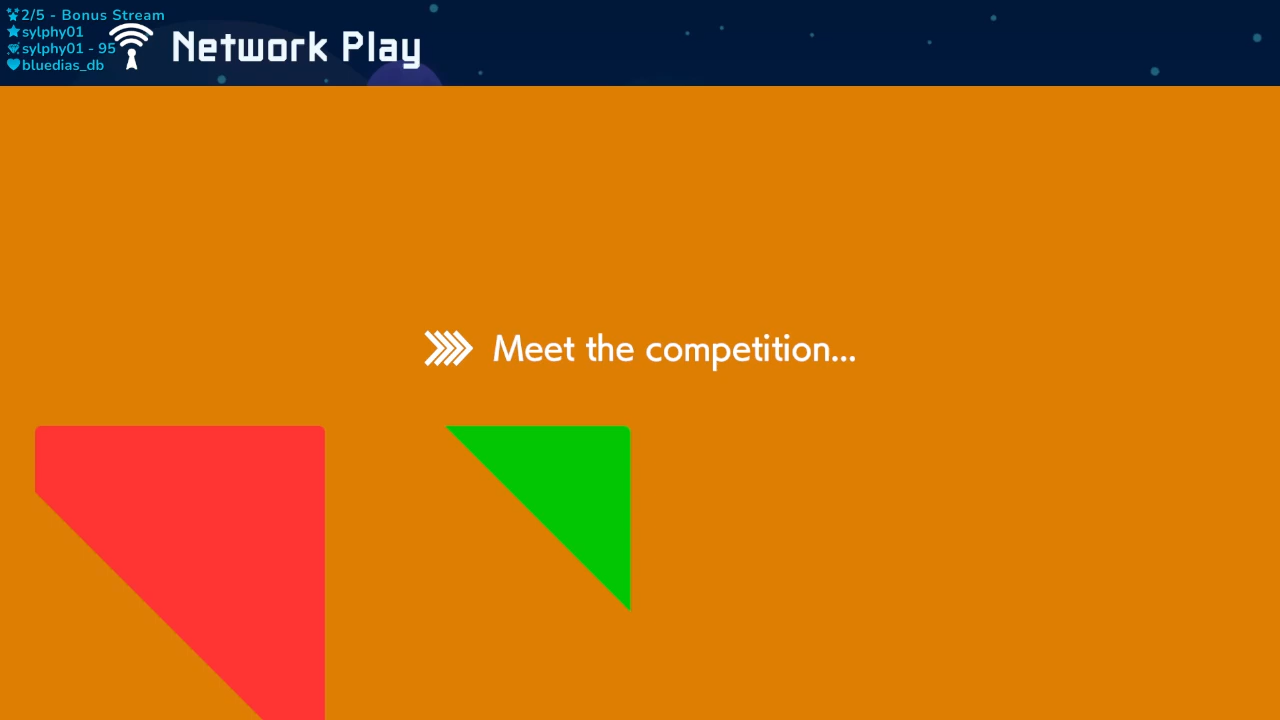 2/5 - Bonus Stream
sylphy01
sylphy01 - 95
bluedias_db
Network Play
Meet the competition...